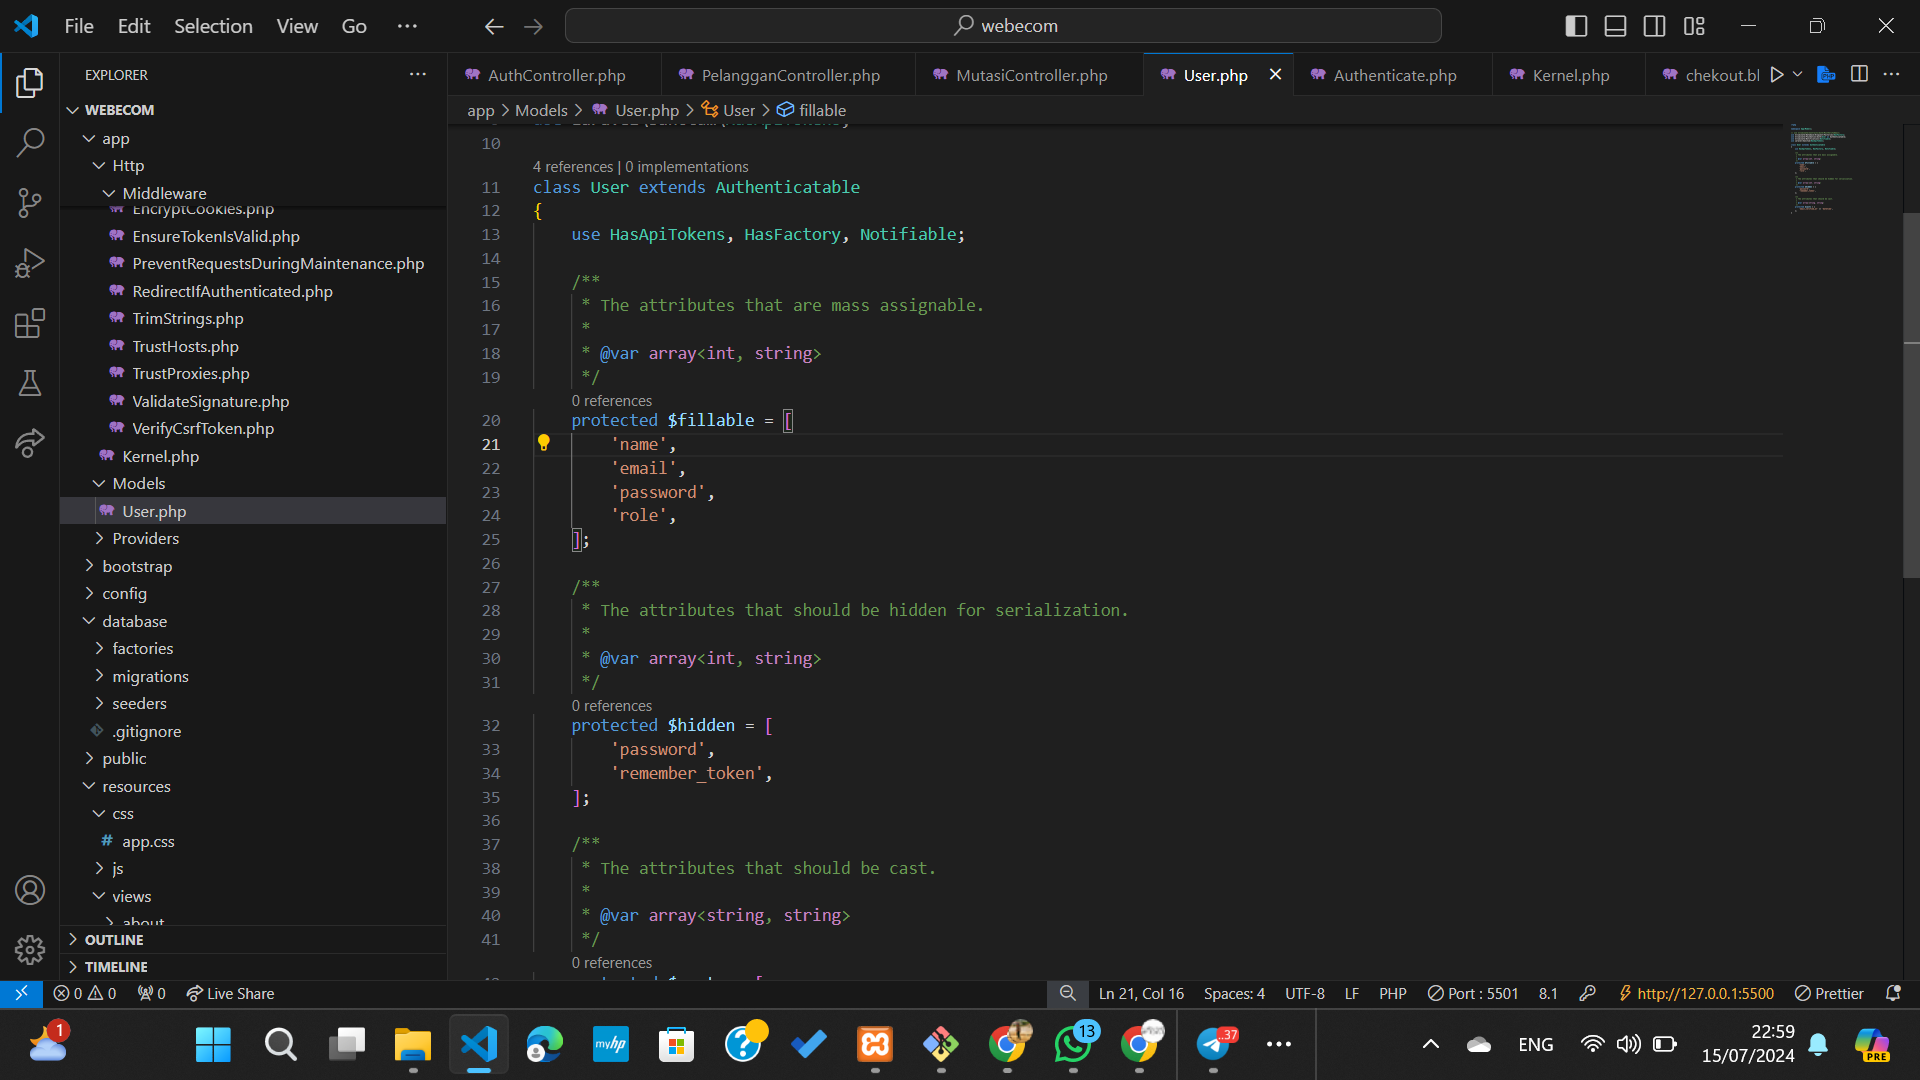 File Edit Selection View Go ···
webecom
EXPLORER
AuthController.php PelangganController.php MutasiController.php User.php Authenticate.php Kernel.php chekout.bl
WEBECOM
app
Http
Middleware
EncryptCookies.php
EnsureTokenIsValid.php
PreventRequestsDuringMaintenance.php
RedirectIfAuthenticated.php
TrimStrings.php
TrustHosts.php
TrustProxies.php
ValidateSignature.php
VerifyCsrfToken.php
Kernel.php
Models
User.php
Providers
bootstrap
config
database
factories
migrations
seeders
.gitignore
public
resources
css
# app.css
js
views
about
OUTLINE
TIMELINE
app > Models > User.php > User > fillable
10
4 references | 0 implementations
11 class User extends Authenticatable
12 {
13 use HasApiTokens, HasFactory, Notifiable;
14
15 /**
16 * The attributes that are mass assignable.
17 *
18 * @var array<int, string>
19 */
0 references
20 protected $fillable = [
21 'name',
22 'email',
23 'password',
24 'role',
25 ];
26
27 /**
28 * The attributes that should be hidden for serialization.
29 *
30 * @var array<int, string>
31 */
0 references
32 protected $hidden = [
33 'password',
34 'remember_token',
35 ];
36
37 /**
38 * The attributes that should be cast.
39 *
40 * @var array<string, string>
41 */
0 references
0 0 0 Live Share Ln 21, Col 16 Spaces: 4 UTF-8 LF PHP Port : 5501 8.1 http://127.0.0.1:5500 Prettier
1 myhp 13 37 ENG 22:59
15/07/2024
PRE